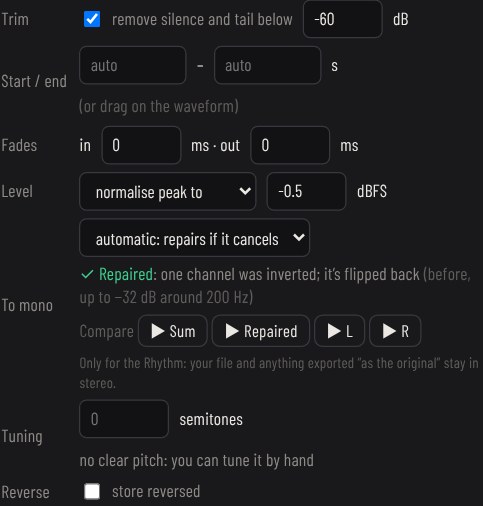 Trim remove silence and tail below -60 dB
Start / end auto – auto s
(or drag on the waveform)
Fades in 0 ms · out 0 ms
Level normalise peak to -0.5 dBFS
To mono automatic: repairs if it cancels
✓ Repaired: one channel was inverted; it’s flipped back (before,
up to −32 dB around 200 Hz)
Compare ▶ Sum ▶ Repaired ▶ L ▶ R
Only for the Rhythm: your file and anything exported “as the original” stay in
stereo.
Tuning 0 semitones
no clear pitch: you can tune it by hand
Reverse store reversed